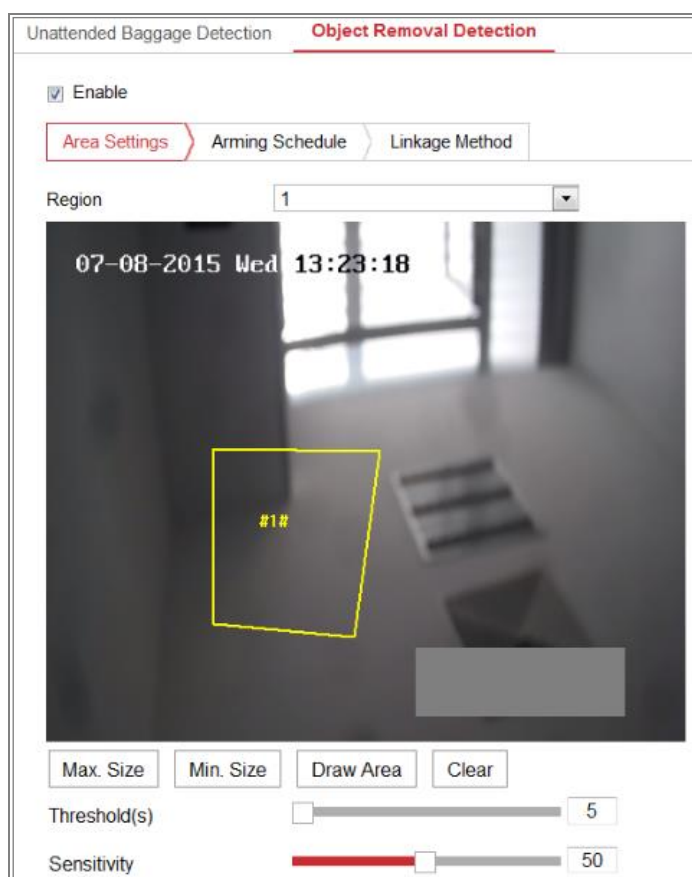 Unattended Baggage Detection Object Removal Detection
Enable
Area Settings Arming Schedule Linkage Method
Region 1
07-08-2015 Wed 13:23:18
#1#
Max. Size Min. Size Draw Area Clear
Threshold(s) 5
Sensitivity 50